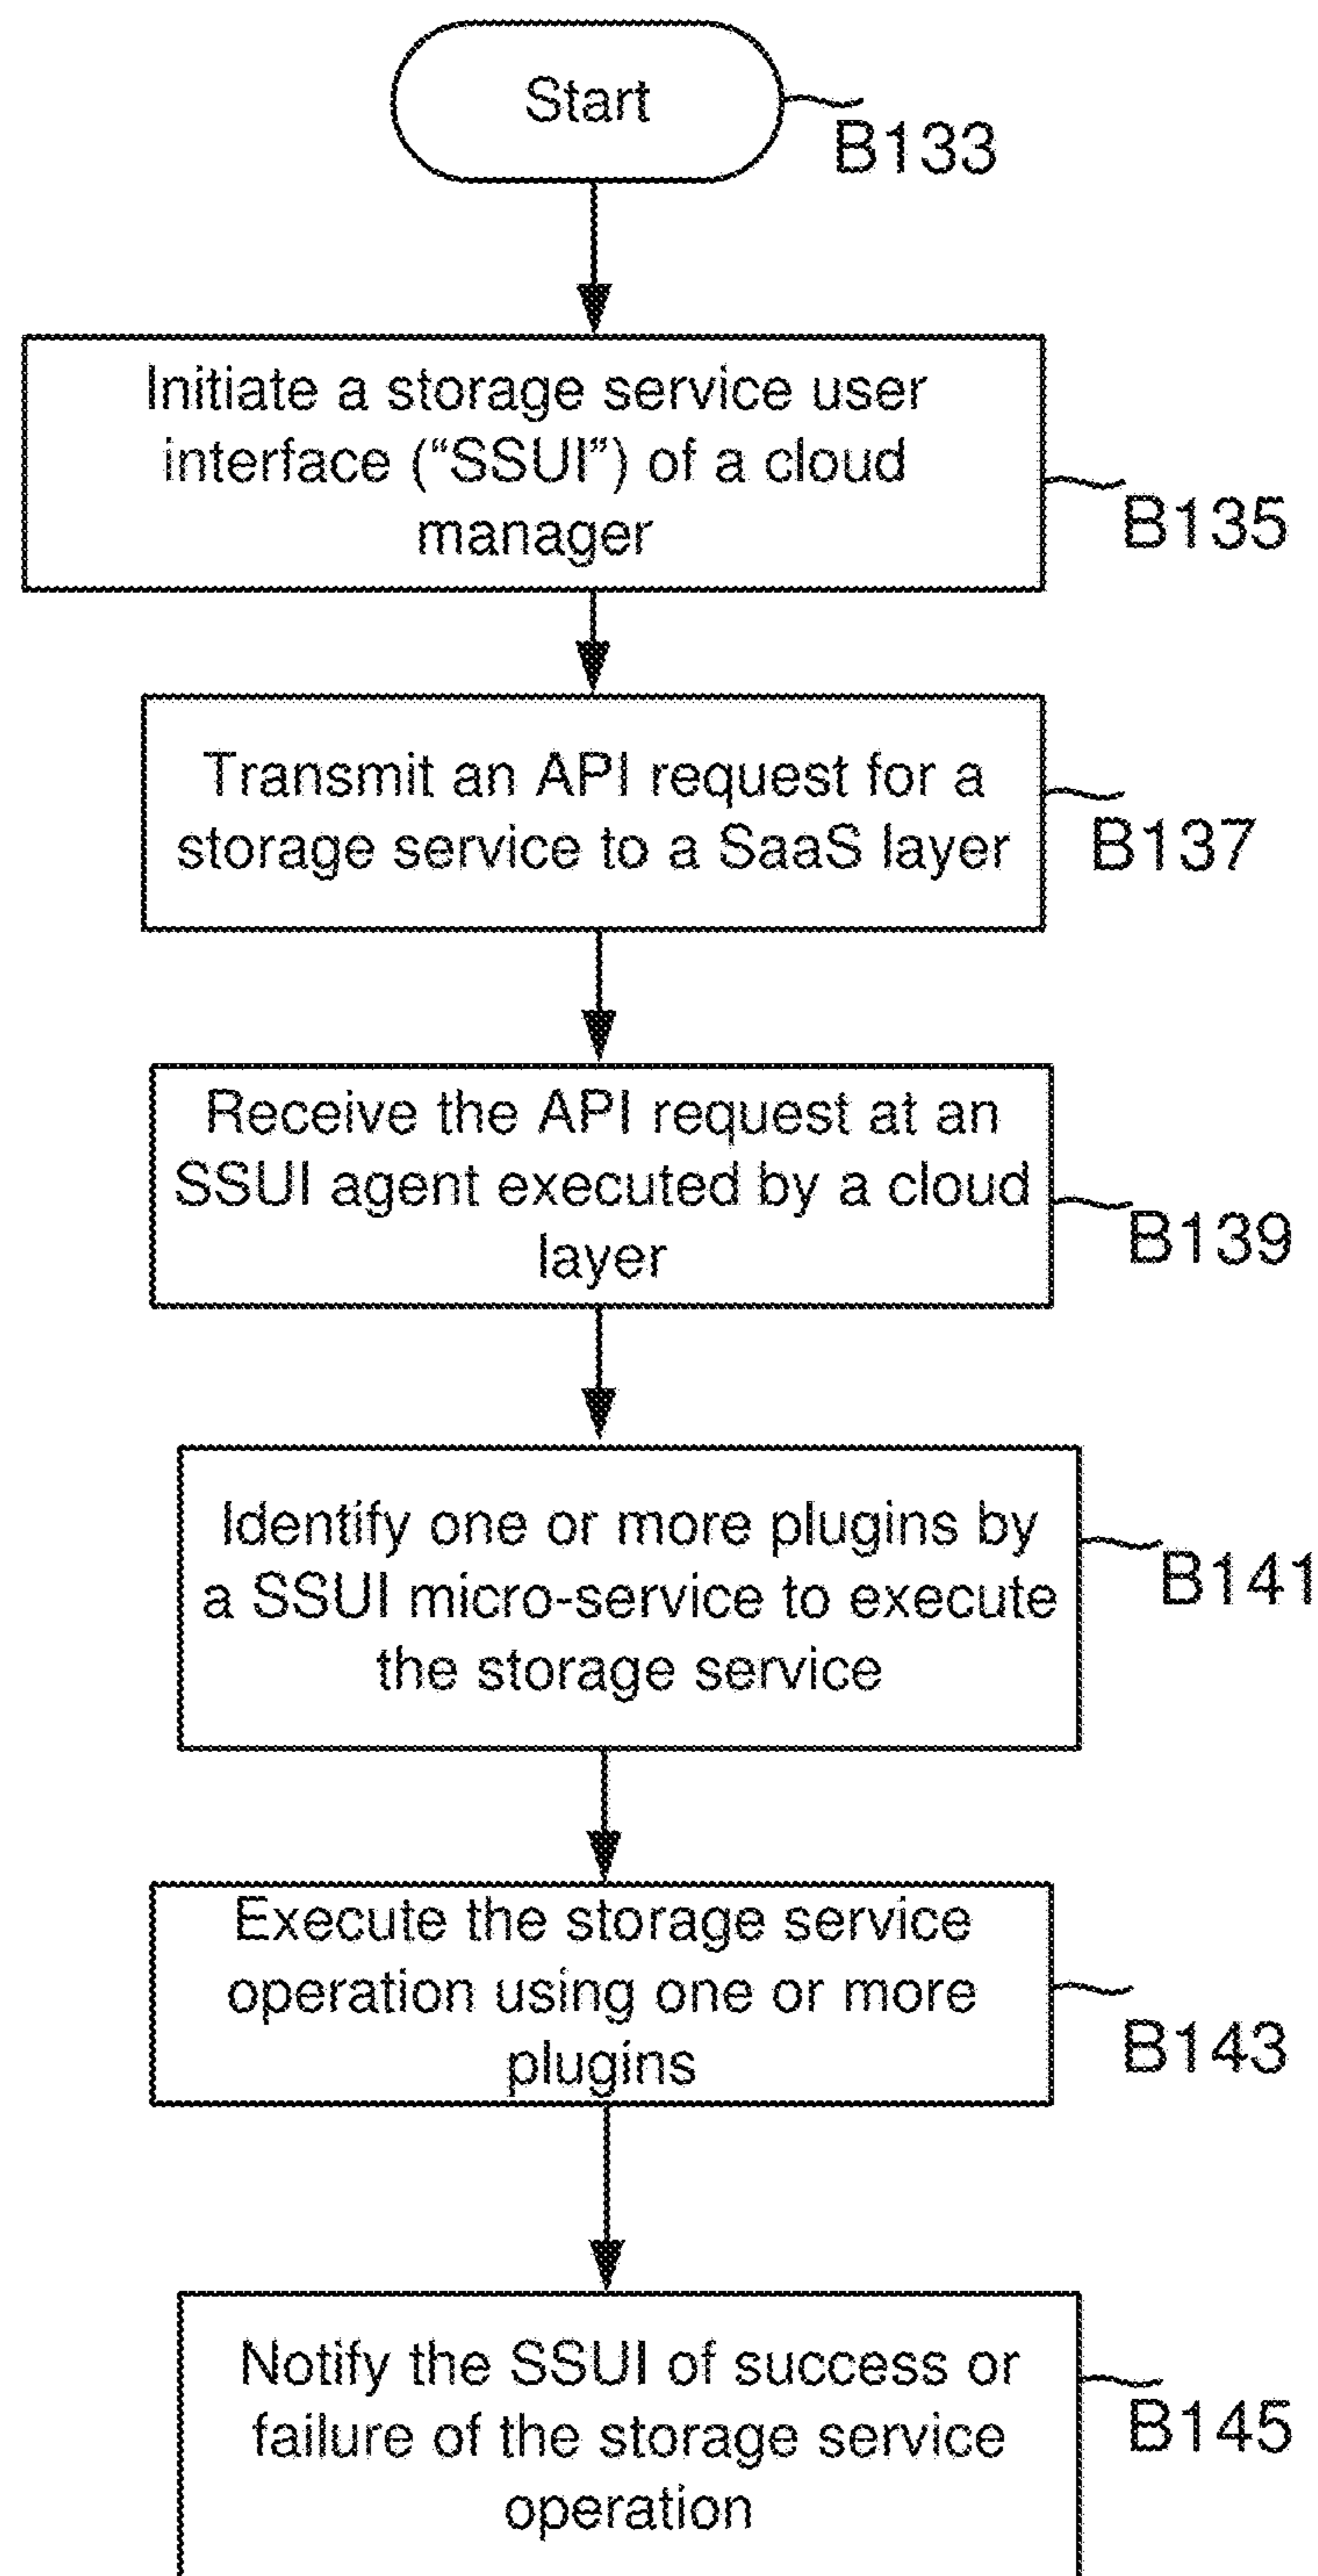 Start
B133
Initiate a storage service user
interface (“SSUI”) of a cloud
manager
B135
Transmit an API request for a
storage service to a SaaS layer
B137
Receive the API request at an
SSUI agent executed by a cloud
layer
B139
Identify one or more plugins by
a SSUI micro-service to execute
the storage service
B141
Execute the storage service
operation using one or more
plugins
B143
Notify the SSUI of success or
failure of the storage service
operation
B145